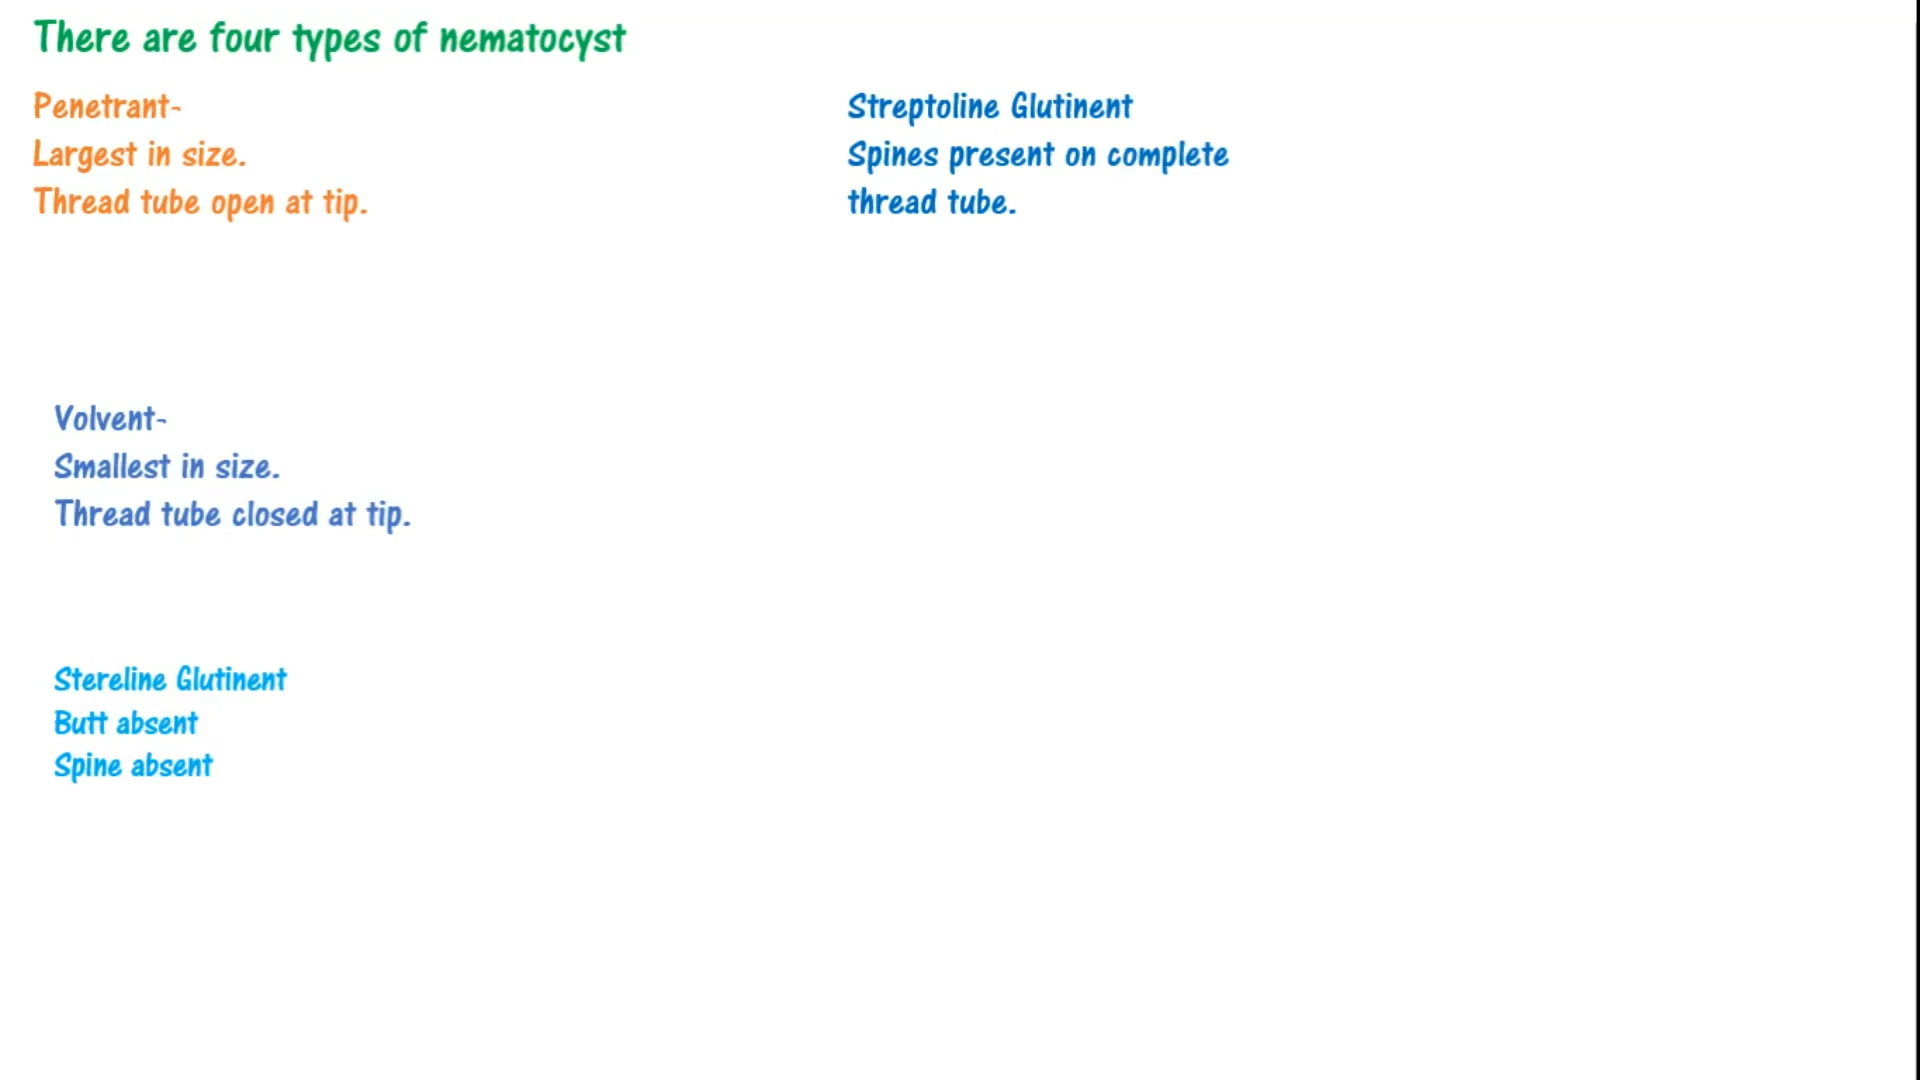 There are four types of nematocyst
Penetrant-
Largest in size.
Thread tube open at tip.
Volvent-
Smallest in size.
Thread tube closed at tip.
Stereline Glutinent
Butt absent
Spine absent
Streptoline Glutinent
Spines present on complete
thread tube.